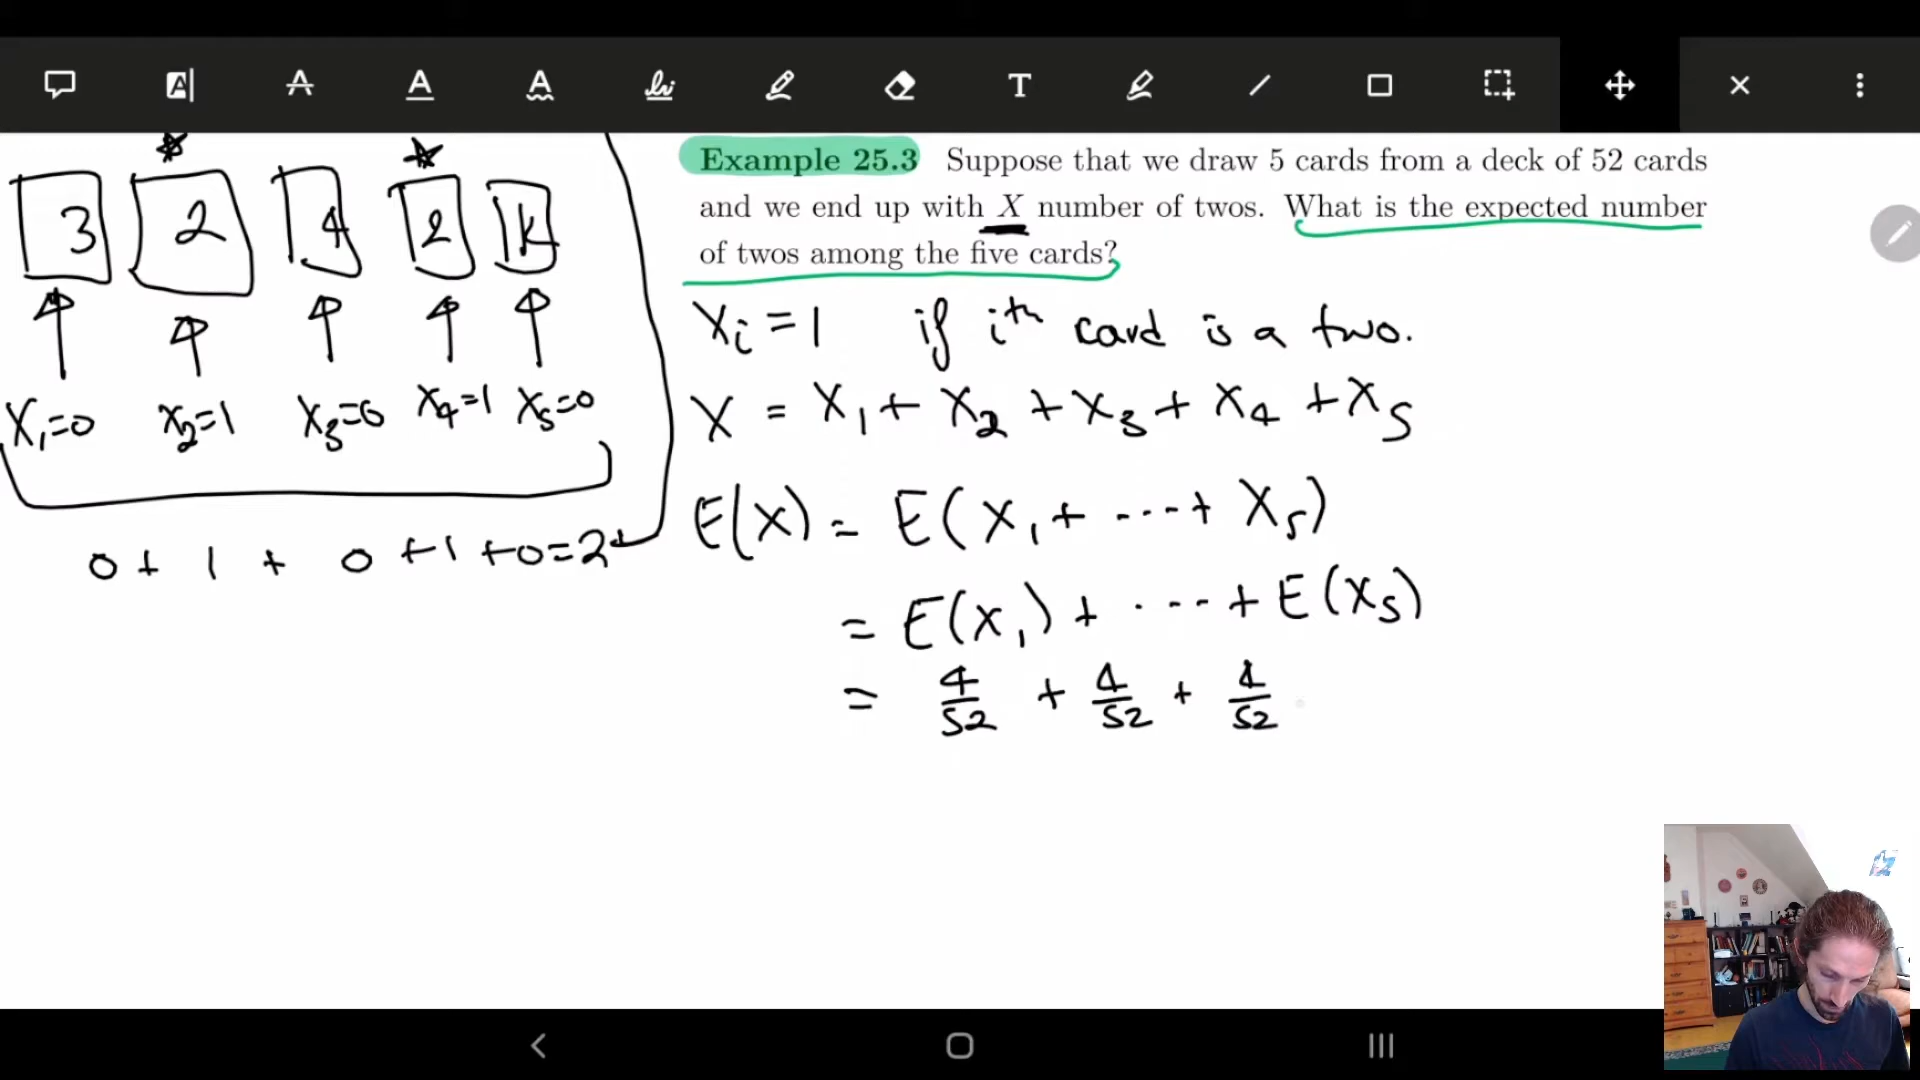 3 2 4 2 K
X₁=0 X₂=1 X₃=0 X₄=1 X₅=0
0 + 1 + 0 + 1 + 0 = 2
Example 25.3 Suppose that we draw 5 cards from a deck of 52 cards
and we end up with X number of twos. What is the expected number
of twos among the five cards?
Xᵢ = 1 if iᵗʰ card is a two.
X = X₁ + X₂ + X₃ + X₄ + X₅
E(X) = E(X₁ + ---+ X₅)
= E(X₁) + ---- + E(X₅)
= 4/52 + 4/52 + 4/52